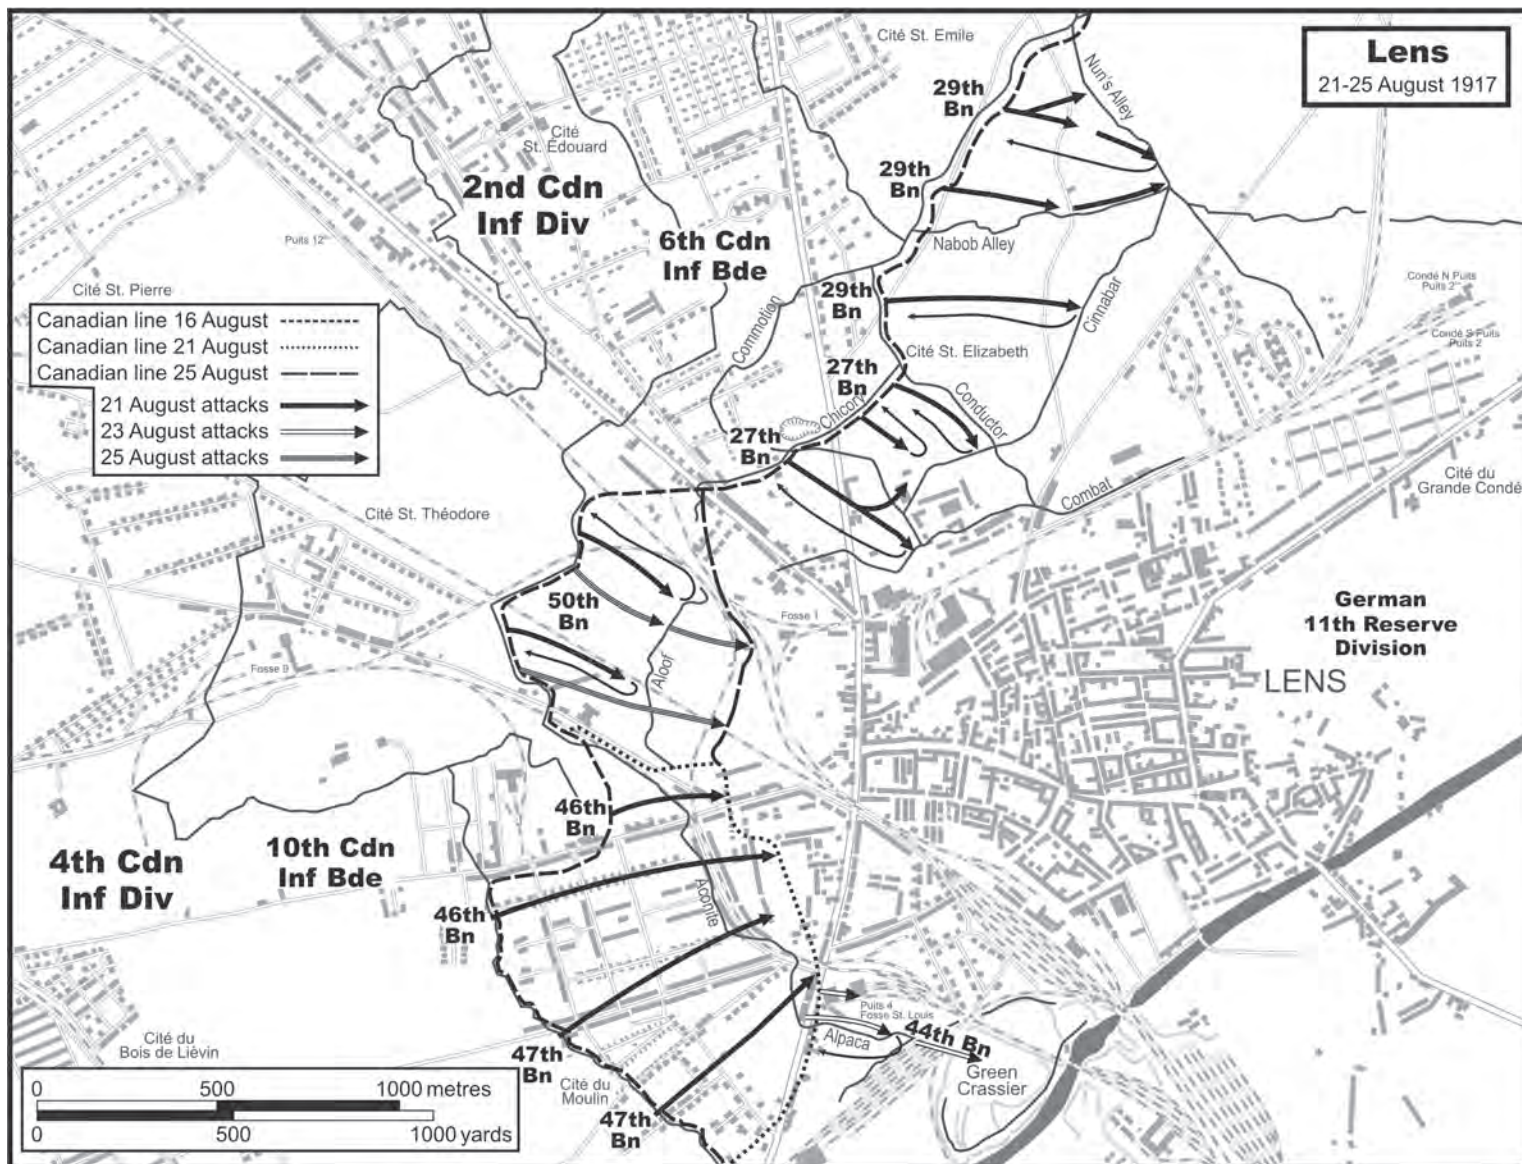 Lens
21-25 August 1917
Cité St. Emile
Nun's Alley
29th
Bn
Cité
St. Édouard
2nd Cdn
Inf Div
29th
Bn
6th Cdn
Inf Bde
Nabob Alley
Puits 12
Cité St. Pierre
29th
Bn
Commotion
Cinnabar
Condé N Puits
Puits 2
Condé S Puits
Puits 2
Canadian line 16 August
Canadian line 21 August
Canadian line 25 August
21 August attacks
23 August attacks
25 August attacks
Cité St. Elizabeth
27th
Bn
Chicory
Conductor
27th
Bn
Combat
Cité du
Grande Condé
Cité St. Théodore
50th
Bn
Fosse 1
German
11th Reserve
Division
Fosse 9
Aloof
LENS
46th
Bn
4th Cdn
Inf Div
10th Cdn
Inf Bde
Aconite
46th
Bn
Puits 4
Fosse St. Louis
Alpaca
44th Bn
Green
Crassier
Cité du
Bois de Liévin
47th
Bn
Cité du
Moulin
47th
Bn
0 500 1000 metres
0 500 1000 yards